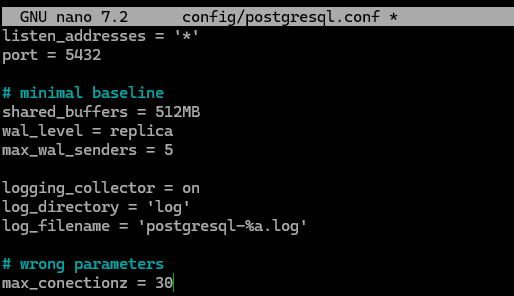 GNU nano 7.2 config/postgresql.conf *
listen_addresses = '*'
port = 5432
# minimal baseline
shared_buffers = 512MB
wal_level = replica
max_wal_senders = 5
logging_collector = on
log_directory = 'log'
log_filename = 'postgresql-%a.log'
# wrong parameters
max_conectionz = 30